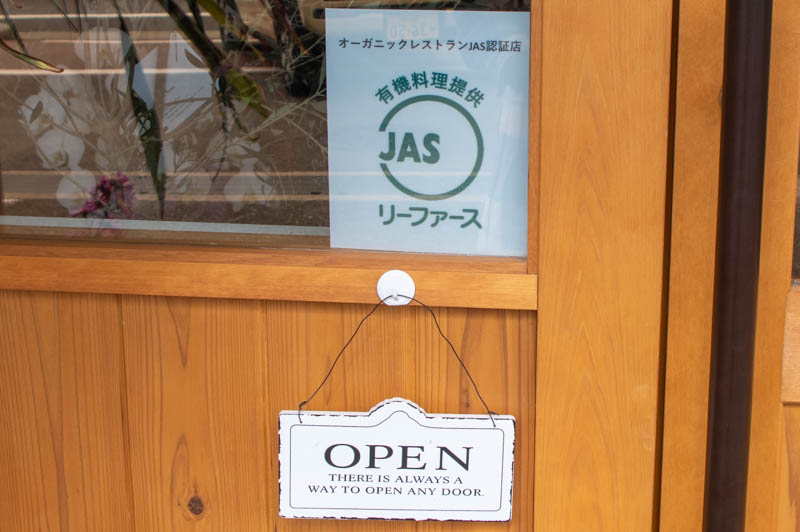 オーガニックレストランJAS認証店
有機料理提供
JAS
リーファース
OPEN
THERE IS ALWAYS A
WAY TO OPEN ANY DOOR.